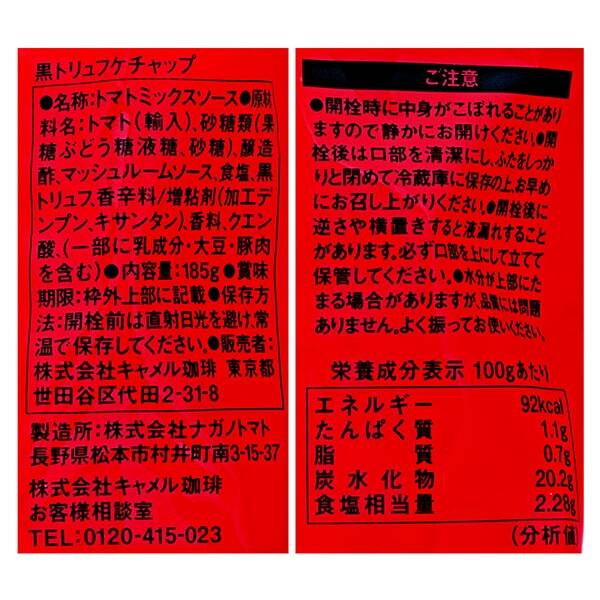 黒トリュフケチャップ
●名称:トマトミックスソース●原材
料名:トマト(輸入)、砂糖類(果
糖ぶどう糖液糖、砂糖)、醸造
酢、マッシュルームソース、食塩、黒
トリュフ、香辛料/増粘剤(加工デ
ンプン、キサンタン)、香料、クエン
酸、(一部に乳成分・大豆・豚肉
を含む)●内容量:185g●賞味
期限:枠外上部に記載●保存方
法:開栓前は直射日光を避け、常
温で保存してください。●販売者:
株式会社キャメル珈琲 東京都
世田谷区代田2-31-8
製造所:株式会社ナガノトマト
長野県松本市村井町南3-15-37
株式会社キャメル珈琲
お客様相談室
TEL:0120-415-023
ご注意
●開栓時に中身がこぼれることがあり
ますので静かにお開けください。●開
栓後は口部を清潔にし、ふたをしっか
りと閉めて冷蔵庫に保存の上、お早め
にお召し上がりください。●開栓後に
逆さや横置きすると液漏れすること
があります。必ず口部を上にして立てて
保管してください。●水分が上部にた
まる場合がありますが、品質には問題
ありません。よく振ってお使いください。
栄養成分表示 100gあたり
エネルギー 92kcal
たんぱく質 1.1g
脂質 0.7g
炭水化物 20.2g
食塩相当量 2.28g
(分析値)